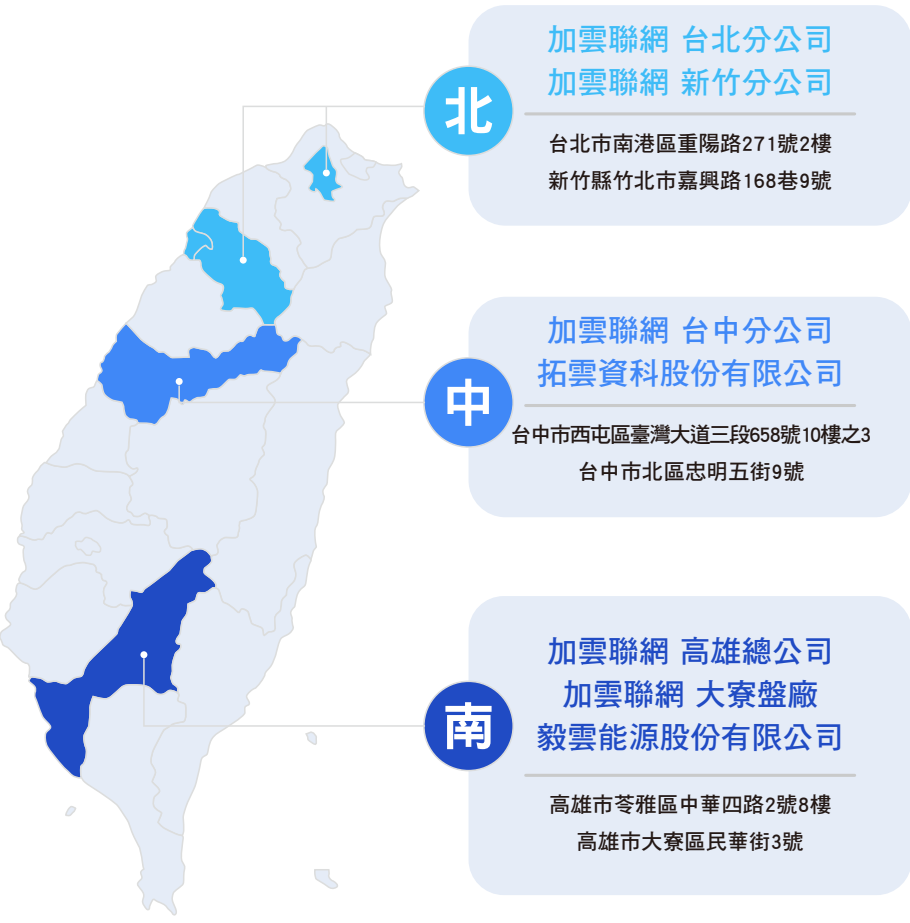 北
加雲聯網 台北分公司
加雲聯網 新竹分公司
台北市南港區重陽路271號2樓
新竹縣竹北市嘉興路168巷9號
中
加雲聯網 台中分公司
拓雲資科股份有限公司
台中市西屯區臺灣大道三段658號10樓之3
台中市北區忠明五街9號
南
加雲聯網 高雄總公司
加雲聯網 大寮盤廠
毅雲能源股份有限公司
高雄市苓雅區中華四路2號8樓
高雄市大寮區民華街3號